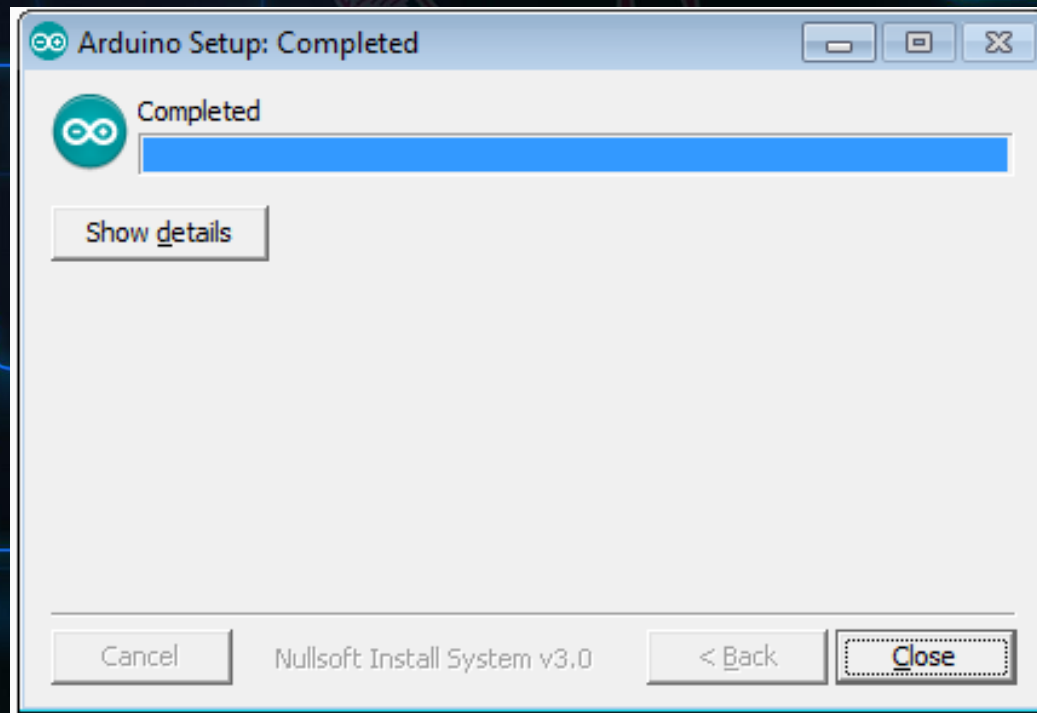 Arduino Setup: Completed
Completed
Show details
Cancel
Nullsoft Install System v3.0
< Back
Close